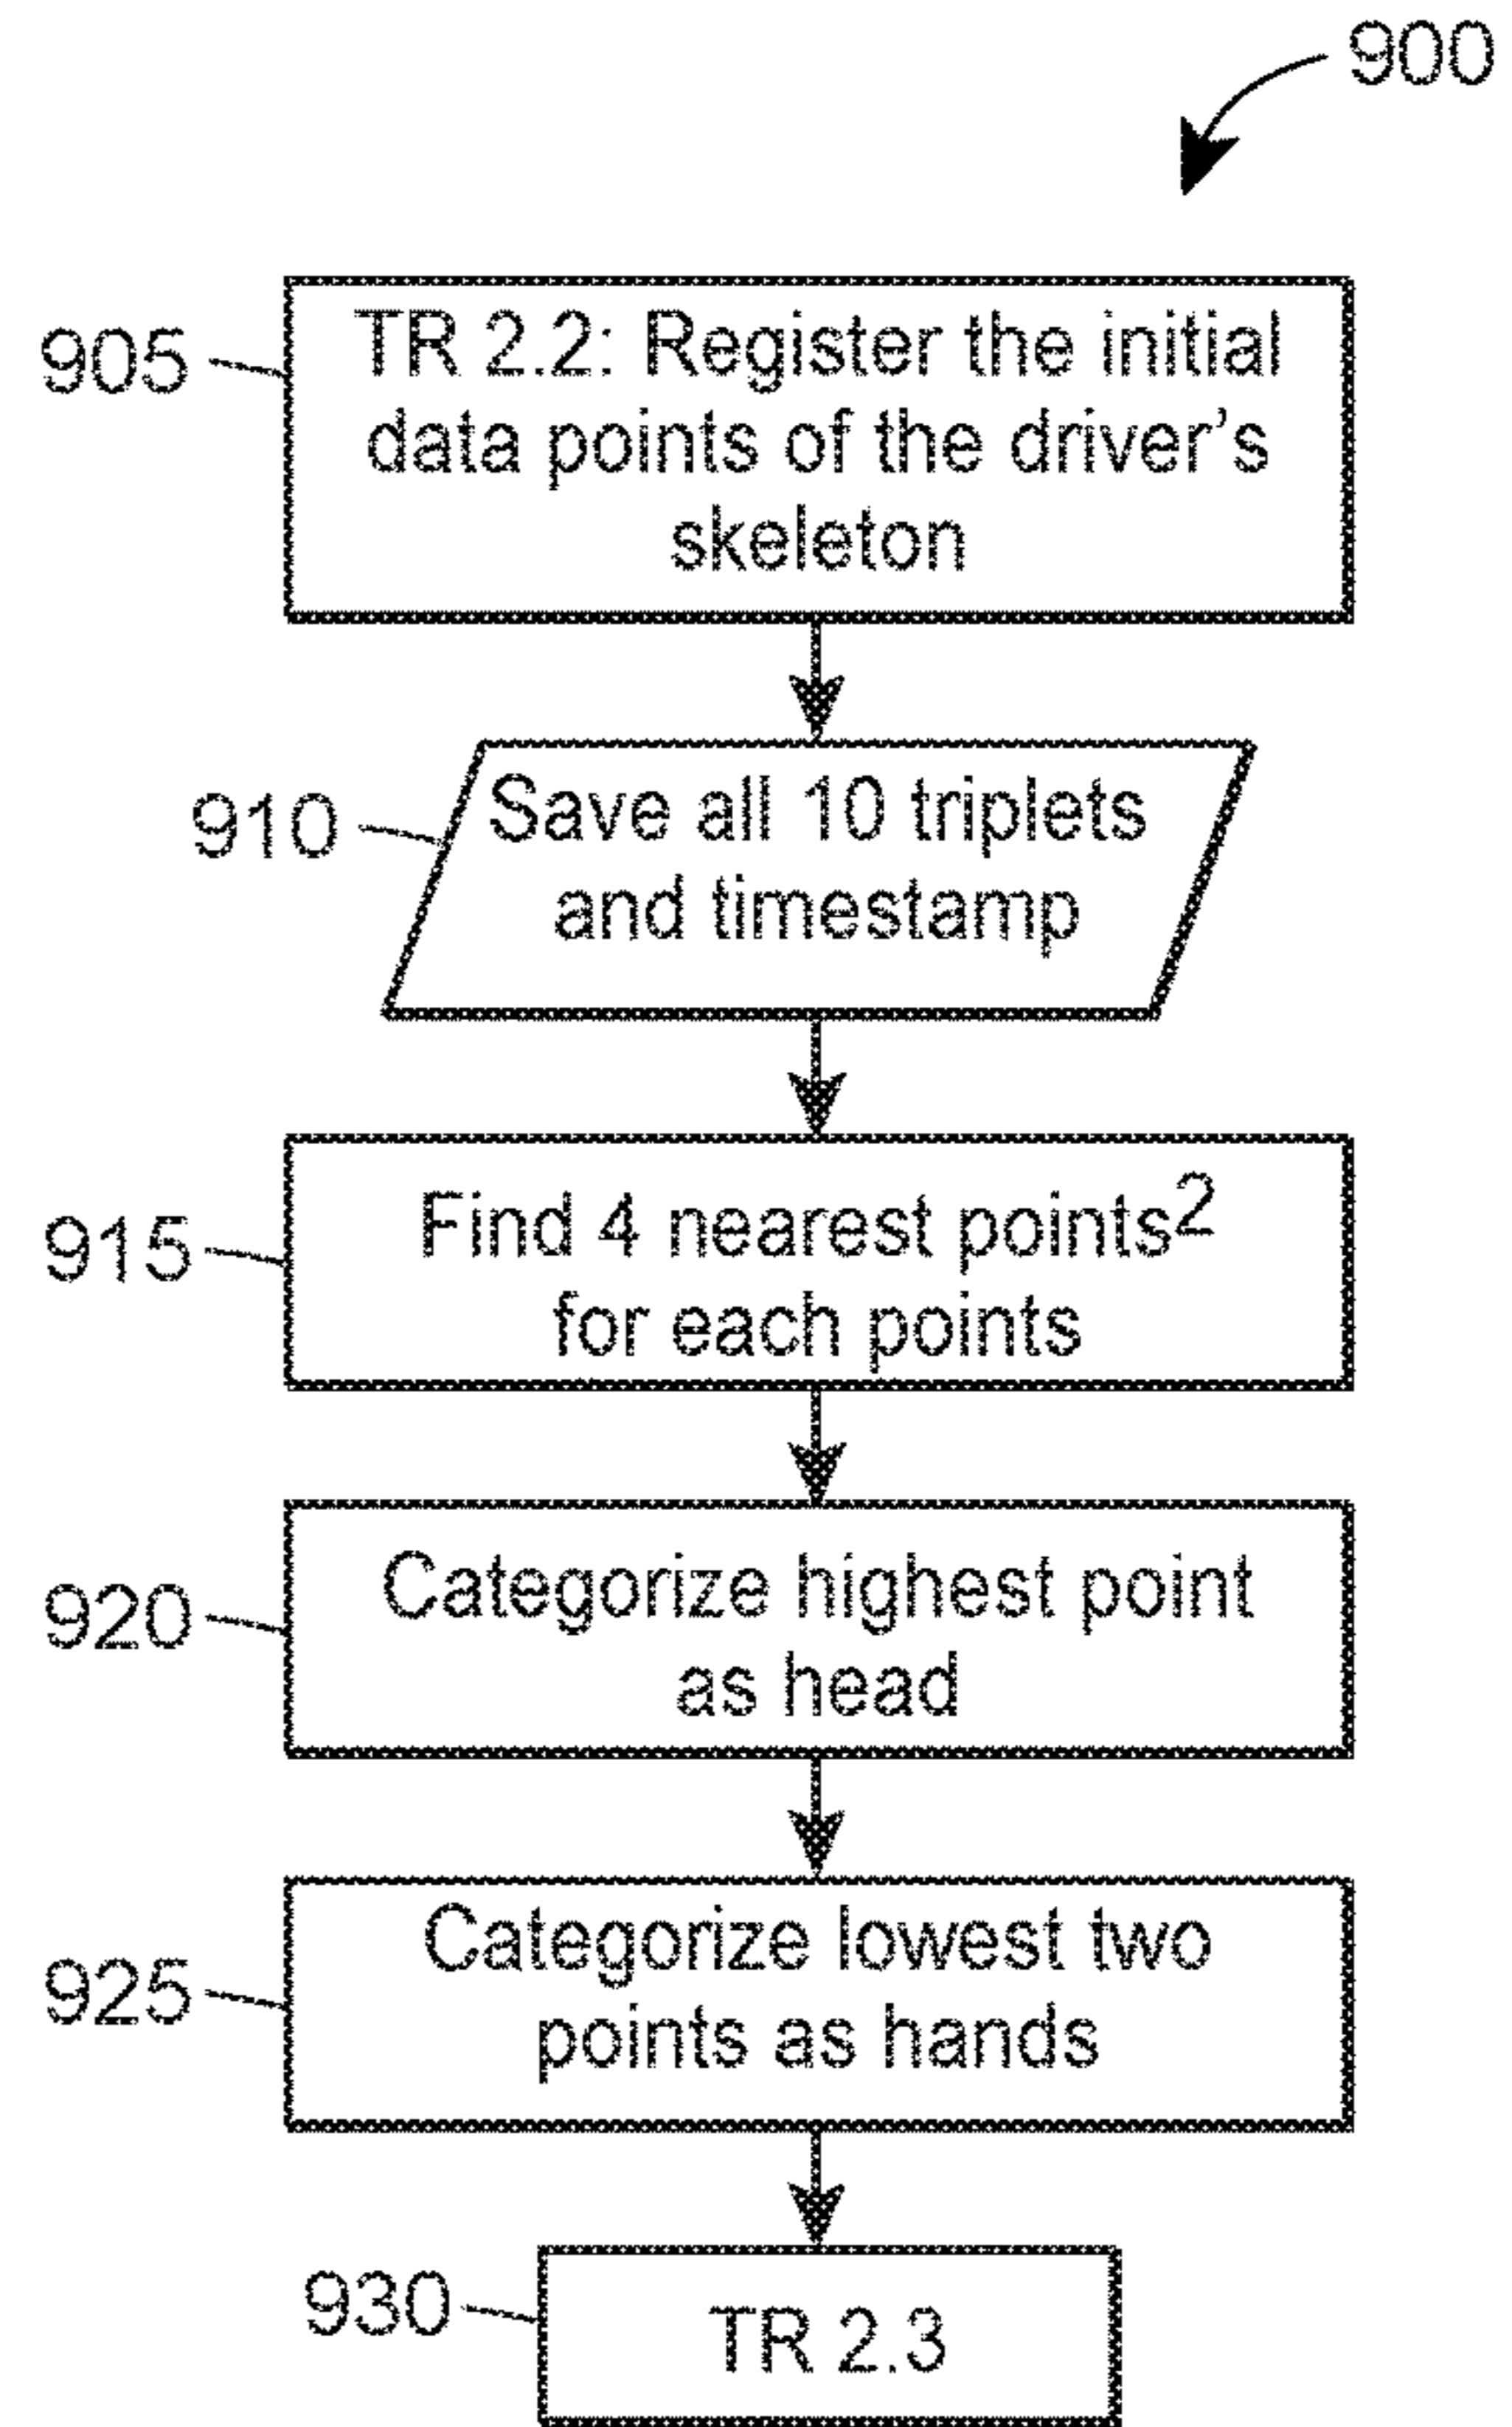 900
905
TR 2.2: Register the initial
data points of the driver's
skeleton
910
Save all 10 triplets
and timestamp
915
Find 4 nearest points2
for each points
920
Categorize highest point
as head
925
Categorize lowest two
points as hands
930
TR 2.3